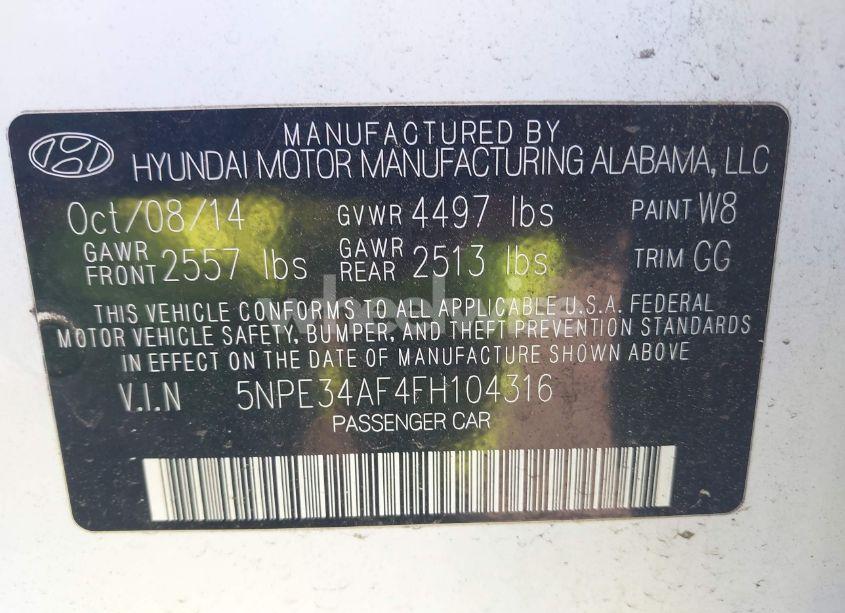 MANUFACTURED BY
HYUNDAI MOTOR MANUFACTURING ALABAMA, LLC
Oct/08/14 GVWR 4497 lbs PAINT W8
GAWR FRONT 2557 lbs GAWR REAR 2513 lbs TRIM GG
THIS VEHICLE CONFORMS TO ALL APPLICABLE U.S.A. FEDERAL
MOTOR VEHICLE SAFETY, BUMPER, AND THEFT PREVENTION STANDARDS
IN EFFECT ON THE DATE OF MANUFACTURE SHOWN ABOVE
V.I.N 5NPE34AF4FH104316
PASSENGER CAR